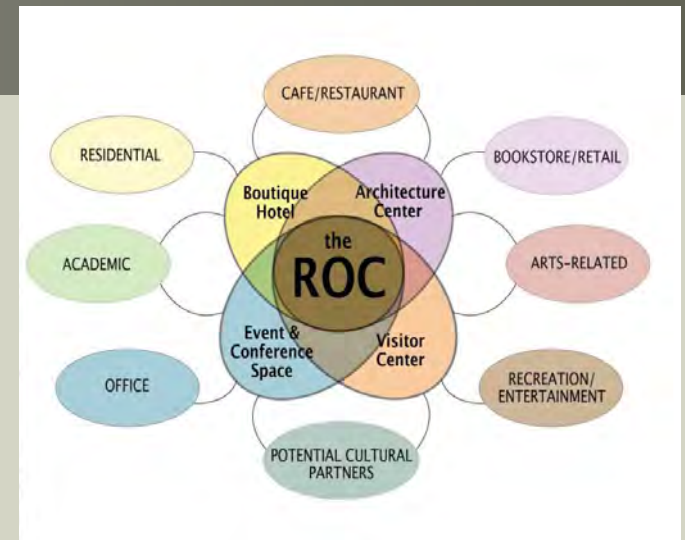 CAFE/RESTAURANT
RESIDENTIAL
BOOKSTORE/RETAIL
Boutique
Hotel
Architecture
Center
the
ROC
ACADEMIC
ARTS-RELATED
Event &
Conference
Space
Visitor
Center
OFFICE
RECREATION/
ENTERTAINMENT
POTENTIAL CULTURAL
PARTNERS